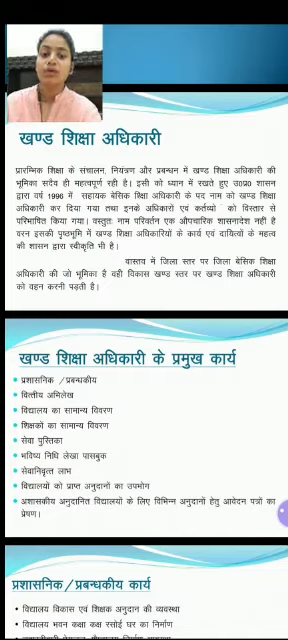 खण्ड शिक्षा अधिकारी
प्रारम्भिक शिक्षा के संचालन, नियंत्रण और प्रबन्धन में खण्ड शिक्षा अधिकारी की
भूमिका सदैव ही महत्वपूर्ण रही है। इसी को ध्यान में रखते हुए उ0प्र0 शासन
द्वारा वर्ष 1996 में सहायक बेसिक शिक्षा अधिकारी के पद नाम को खण्ड शिक्षा
अधिकारी कर दिया गया तथा इनके अधिकारों एवं कर्तव्यो को विस्तार से
परिभाषित किया गया। वस्तुतः नाम परिवर्तन एक औपचारिक शासनादेश नहीं है
वरन इसकी पृष्ठभूमि में खण्ड शिक्षा अधिकारियों के कार्य एवं दायित्वों के महत्व
की शासन द्वारा स्वीकृति भी है।
वास्तव में जिला स्तर पर जिला बेसिक शिक्षा
अधिकारी की जो भूमिका है वही विकास खण्ड स्तर पर खण्ड शिक्षा अधिकारी
को वहन करनी पड़ती है।
खण्ड शिक्षा अधिकारी के प्रमुख कार्य
प्रशासनिक / प्रबन्धकीय
वित्तीय अभिलेख
विद्यालय का सामान्य विवरण
शिक्षकों का सामान्य विवरण
सेवा पुस्तिका
भविष्य निधि लेखा पासबुक
सेवानिवृत्त लाभ
विद्यालयों को प्राप्त अनुदानों का उपभोग
अशासकीय अनुदानित विद्यालयों के लिए विभिन्न अनुदानों हेतु आवेदन पत्रों का
प्रेषण।
प्रशासनिक/प्रबन्धकीय कार्य
विद्यालय विकास एवं शिक्षक अनुदान की व्यवस्था
विद्यालय भवन कक्षा कक्ष रसोई घर का निर्माण